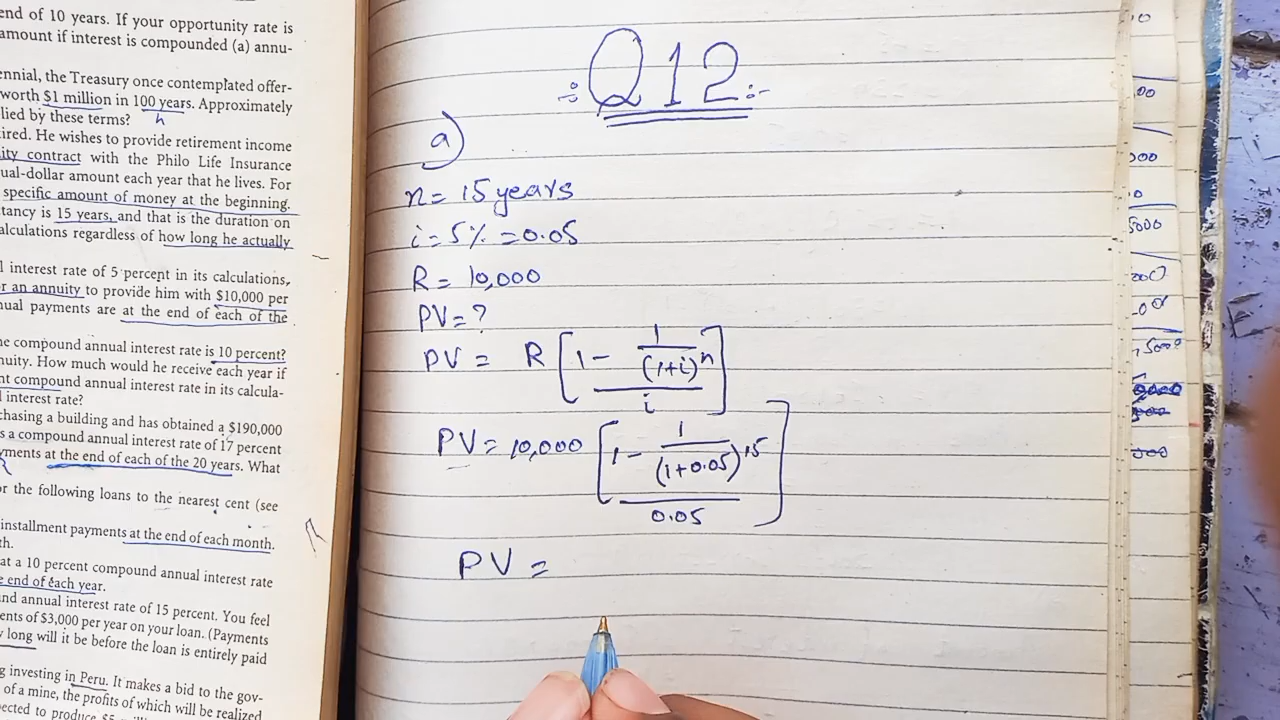 end of 10 years. If your opportunity rate is
amount if interest is compounded (a) annu-
ennial, the Treasury once contemplated offer-
worth $1 million in 100 years. Approximately
lied by these terms?
n
ired. He wishes to provide retirement income
ity contract with the Philo Life Insurance
ual-dollar amount each year that he lives. For
specific amount of money at the beginning.
tancy is 15 years, and that is the duration on
alculations regardless of how long he actually
l interest rate of 5 percent in its calculations,
r an annuity to provide him with $10,000 per
nual payments are at the end of each of the
he compound annual interest rate is 10 percent?
nuity. How much would he receive each year if
nt compound annual interest rate in its calcula-
l interest rate?
chasing a building and has obtained a $190,000
s a compound annual interest rate of 17 percent
yments at the end of each of the 20 years. What
R
or the following loans to the nearest cent (see
installment payments at the end of each month.
th.
at a 10 percent compound annual interest rate
e end of each year.
nd annual interest rate of 15 percent. You feel
ents of $3,000 per year on your loan. (Payments
w long will it be before the loan is entirely paid
g investing in Peru. It makes a bid to the gov-
of a mine, the profits of which will be realized
ected to produce $5
÷ Q12 :-
a)
n = 15 years
i = 5% = 0.05
R = 10,000
PV = ?
PV = R [1 - 1/(1+i)^n / i]
PV = 10,000 [1 - 1/(1+0.05)^15 / 0.05]
PV =
00
000
5000
5000